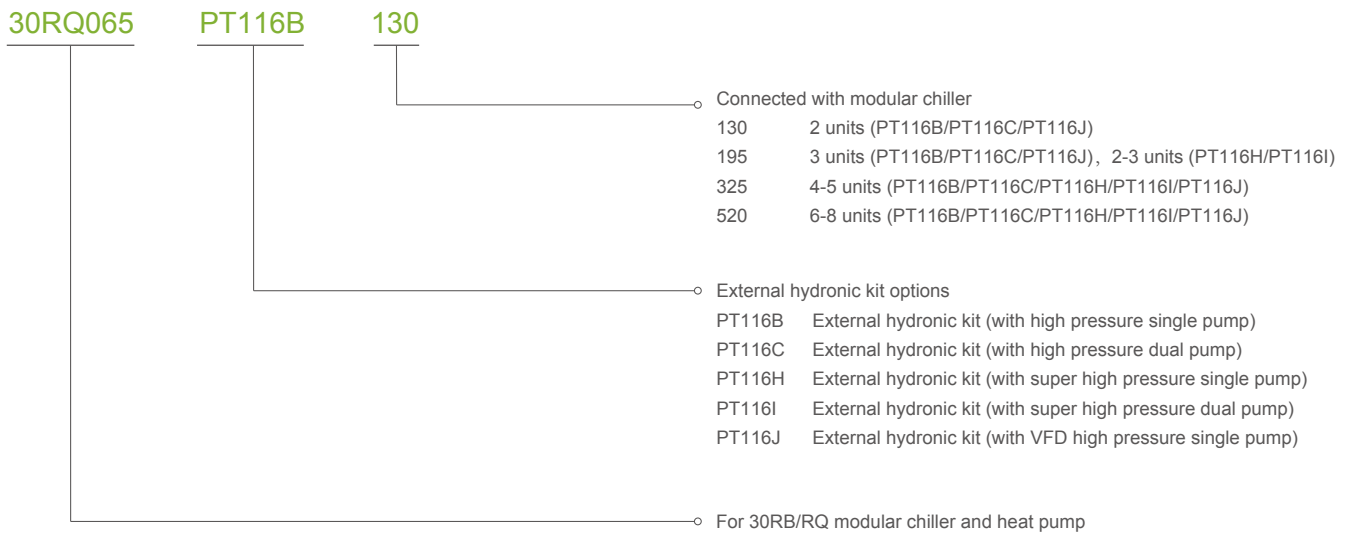 30RQ065 PT116B 130
Connected with modular chiller
130 2 units (PT116B/PT116C/PT116J)
195 3 units (PT116B/PT116C/PT116J)，2-3 units (PT116H/PT116I)
325 4-5 units (PT116B/PT116C/PT116H/PT116I/PT116J)
520 6-8 units (PT116B/PT116C/PT116H/PT116I/PT116J)
External hydronic kit options
PT116B External hydronic kit (with high pressure single pump)
PT116C External hydronic kit (with high pressure dual pump)
PT116H External hydronic kit (with super high pressure single pump)
PT116I External hydronic kit (with super high pressure dual pump)
PT116J External hydronic kit (with VFD high pressure single pump)
For 30RB/RQ modular chiller and heat pump